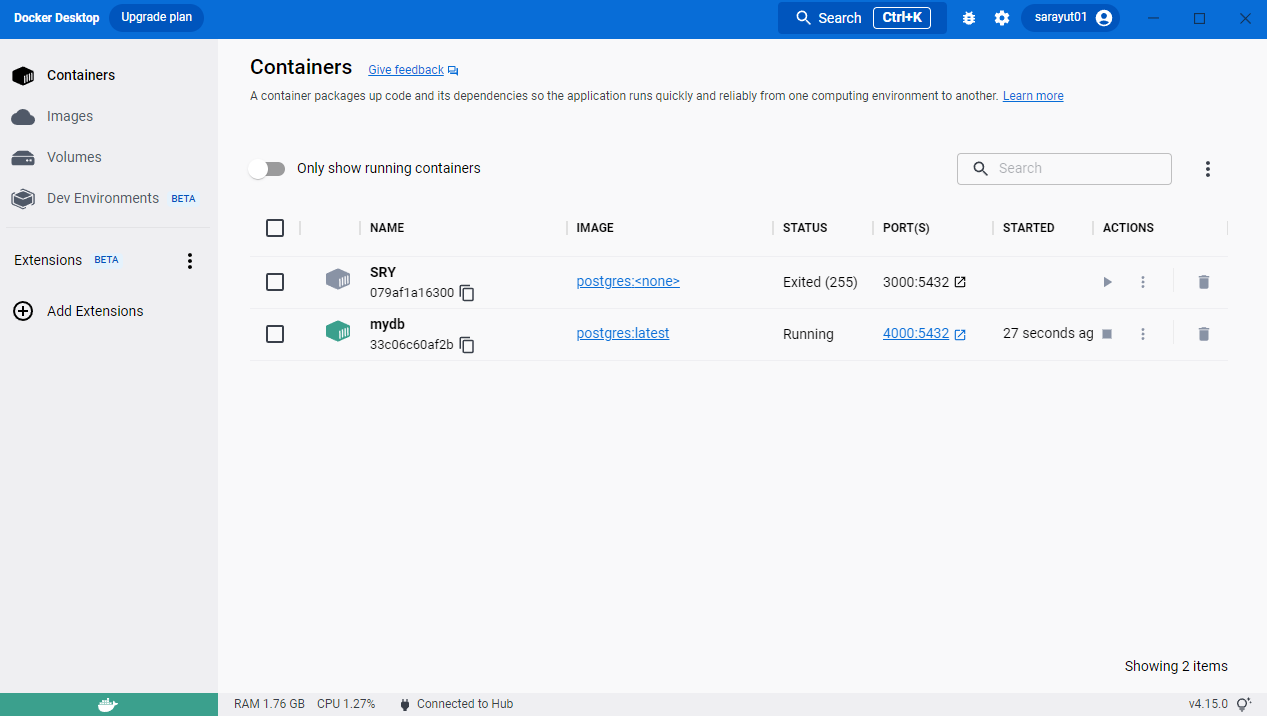 Docker Desktop Upgrade plan Search Ctrl+K sarayut01
Containers
Images
Volumes
Dev Environments BETA
Extensions BETA
Add Extensions
Containers Give feedback
A container packages up code and its dependencies so the application runs quickly and reliably from one computing environment to another. Learn more
Only show running containers Search
NAME IMAGE STATUS PORT(S) STARTED ACTIONS
SRY
079af1a16300 postgres:<none> Exited (255) 3000:5432
mydb
33c06c60af2b postgres:latest Running 4000:5432 27 seconds ag
Showing 2 items
RAM 1.76 GB CPU 1.27% Connected to Hub v4.15.0